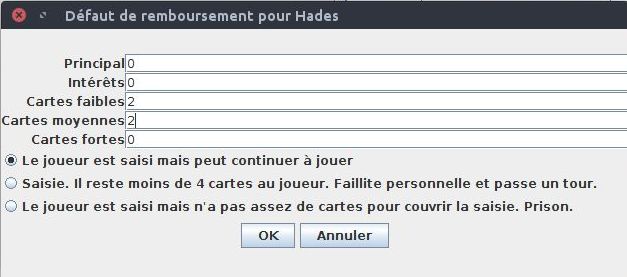 Défaut de remboursement pour Hades
Principal 0
Intérêts 0
Cartes faibles 2
Cartes moyennes 2
Cartes fortes 0
Le joueur est saisi mais peut continuer à jouer
Saisie. Il reste moins de 4 cartes au joueur. Faillite personnelle et passe un tour.
Le joueur est saisi mais n'a pas assez de cartes pour couvrir la saisie. Prison.
OK Annuler